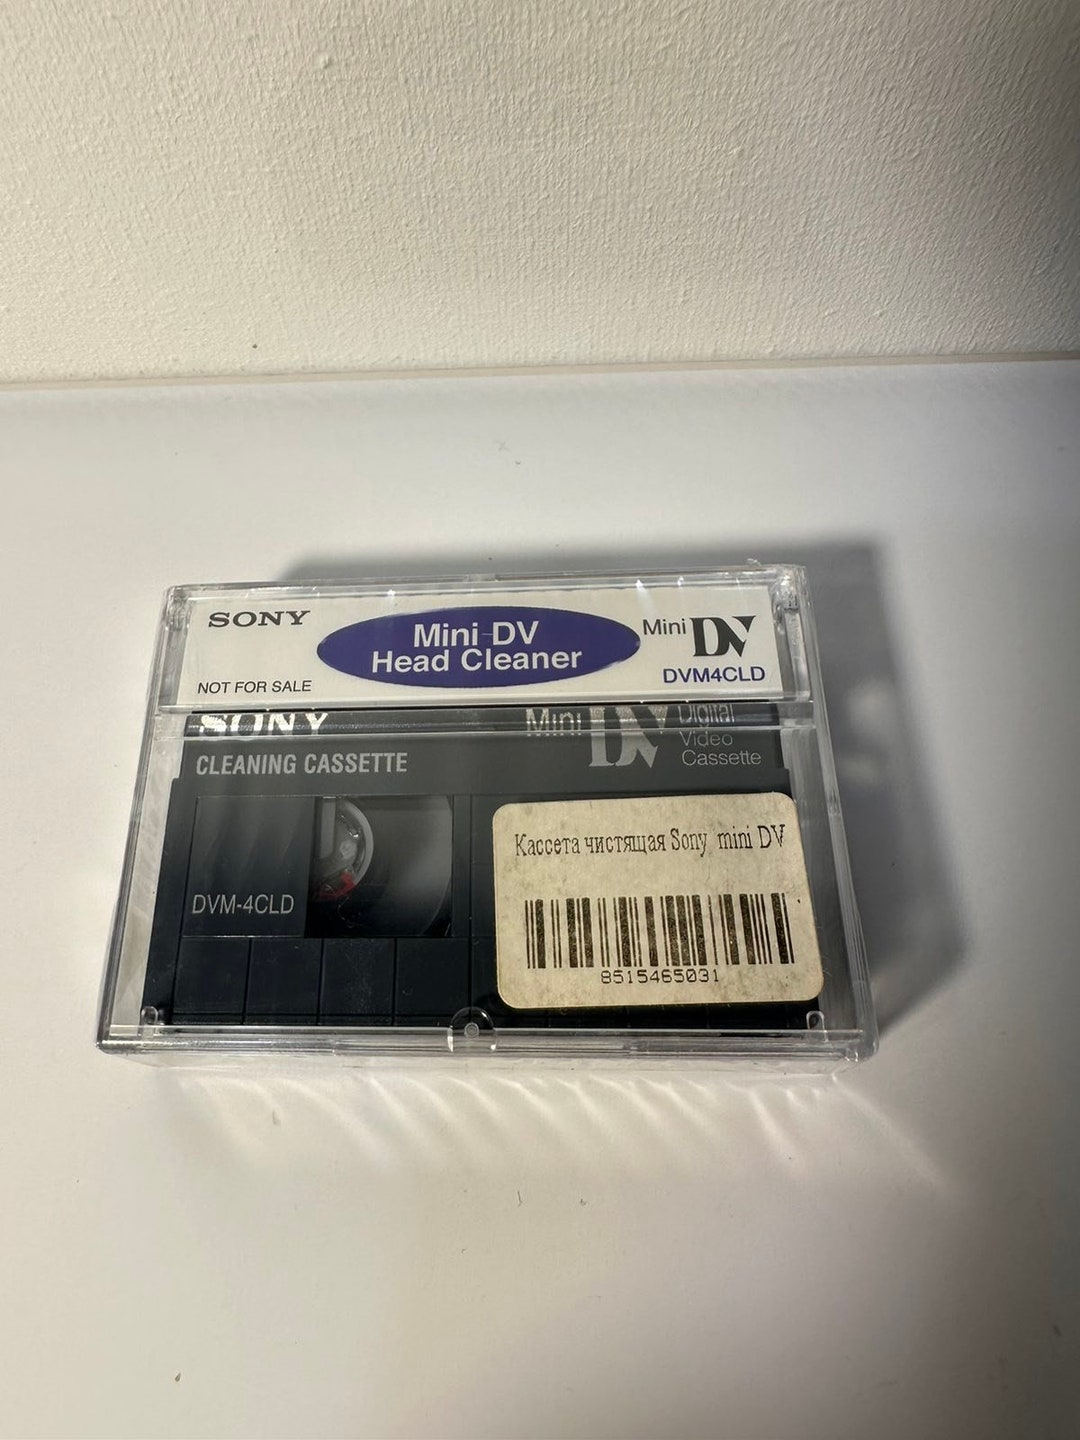 SONY
Mini DV
Head Cleaner
Mini DV
DVM4CLD
NOT FOR SALE
SONY
CLEANING CASSETTE
Mini DV Digital
Video
Cassette
DVM-4CLD
Кассета чистящая Sony mini DV
8515465031